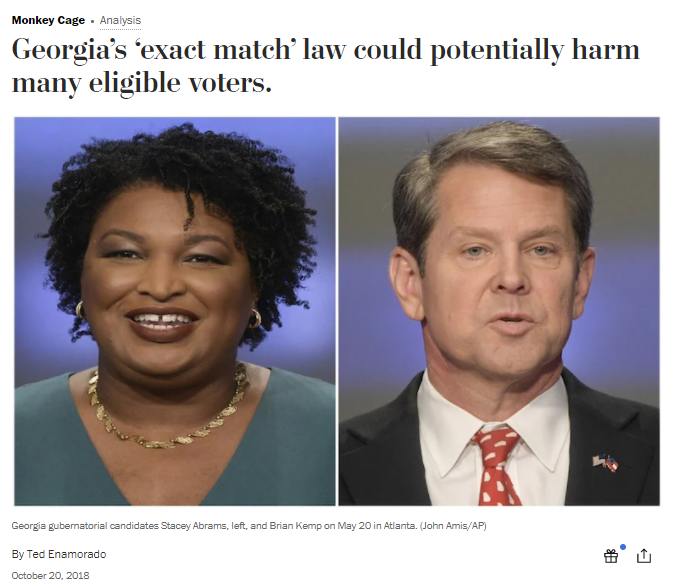 Monkey Cage • Analysis
Georgia’s ‘exact match’ law could potentially harm
many eligible voters.
Georgia gubernatorial candidates Stacey Abrams, left, and Brian Kemp on May 20 in Atlanta. (John Amis/AP)
By Ted Enamorado
October 20, 2018